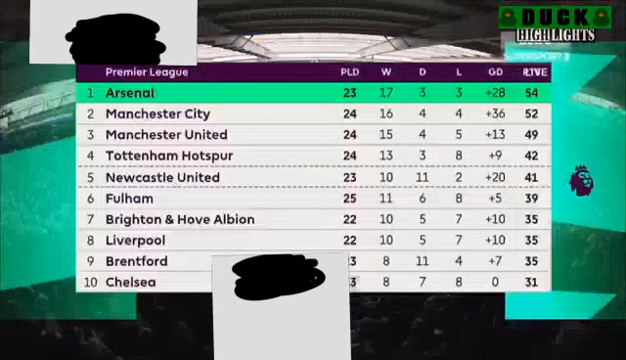 DUCK
HIGHLIGHTS
SUPERSPORT 3
Premier League PLD W D L GD LIVE
1 Arsenal 23 17 3 3 +28 54
2 Manchester City 24 16 4 4 +36 52
3 Manchester United 24 15 4 5 +13 49
4 Tottenham Hotspur 24 13 3 8 +9 42
5 Newcastle United 23 10 11 2 +20 41
6 Fulham 25 11 6 8 +5 39
7 Brighton & Hove Albion 22 10 5 7 +10 35
8 Liverpool 22 10 5 7 +10 35
9 Brentford 3 8 11 4 +7 35
10 Chelsea 3 8 7 8 0 31